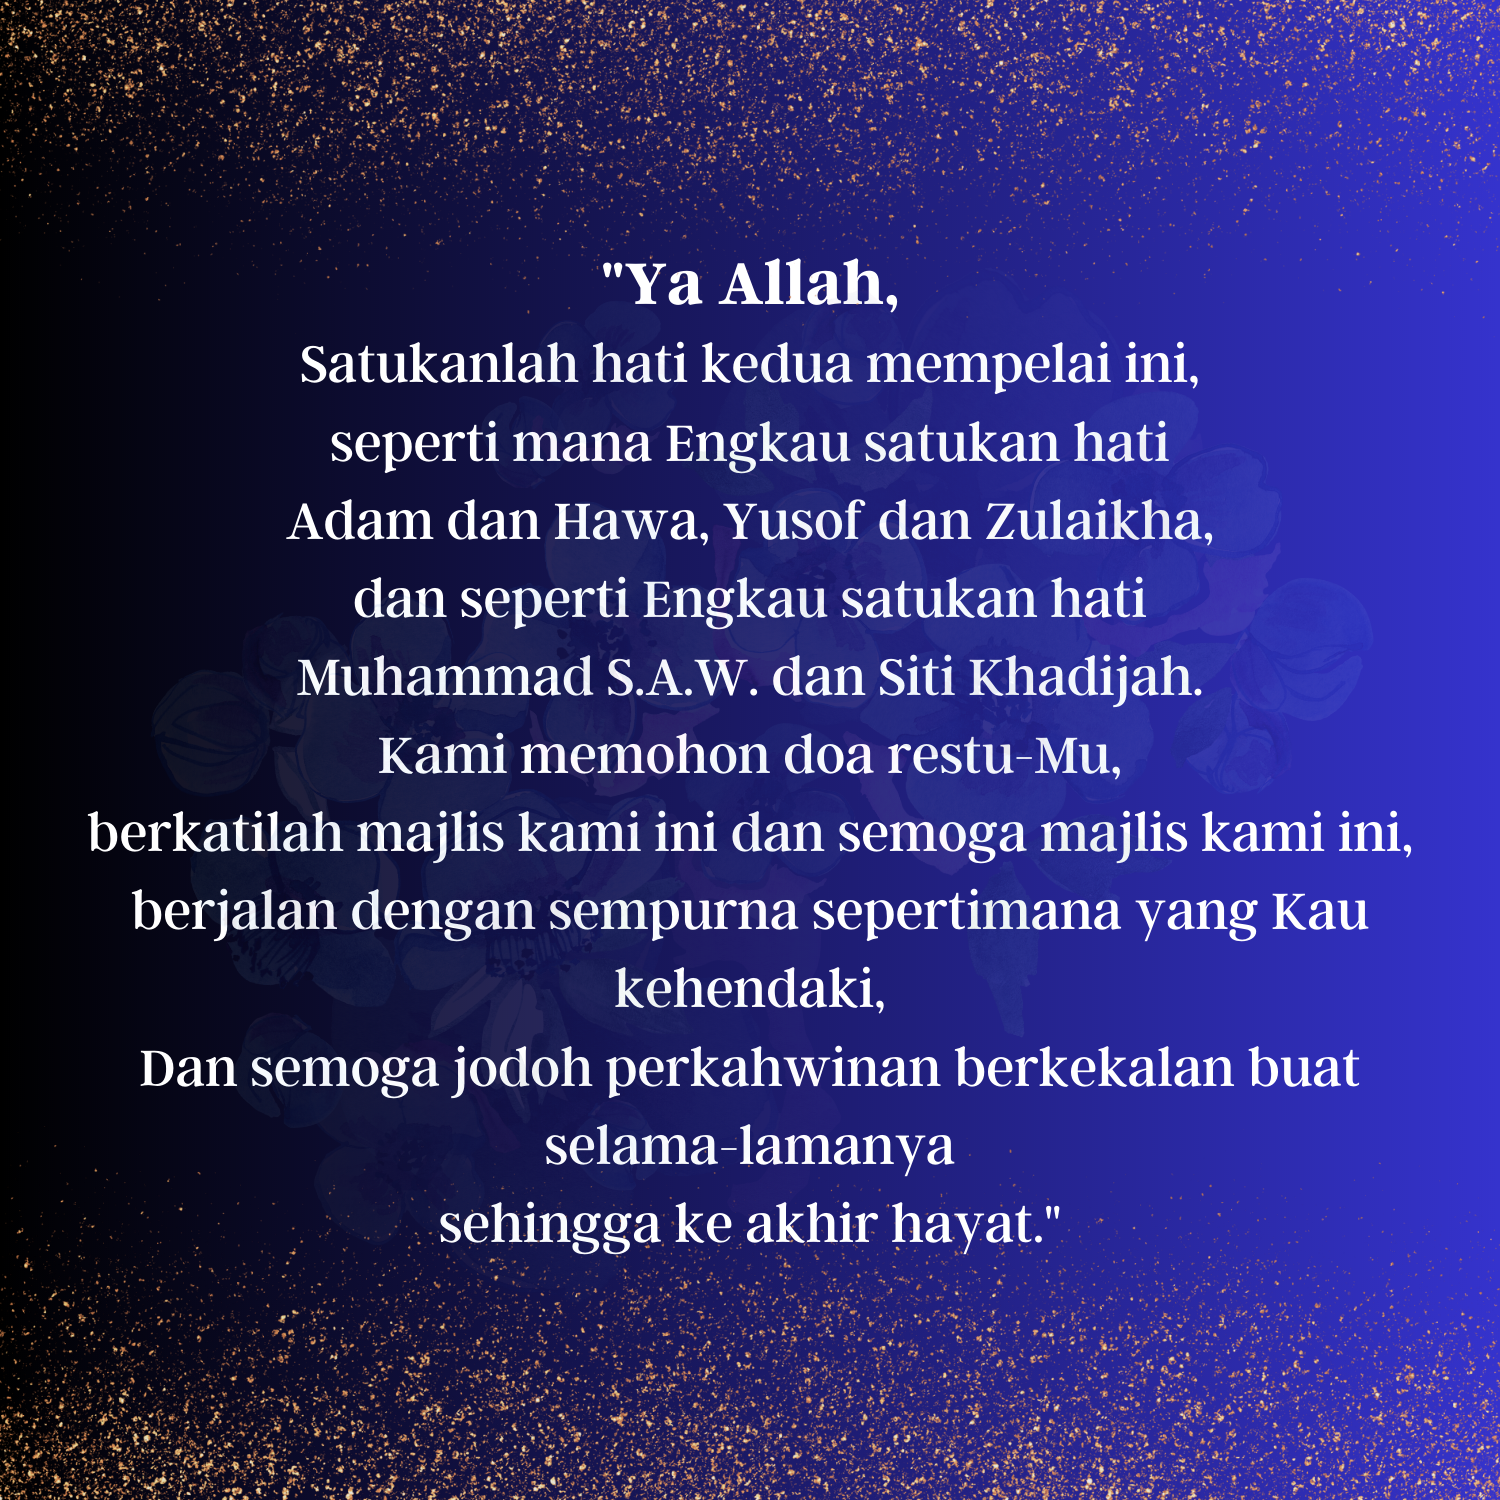 "Ya Allah,
Satukanlah hati kedua mempelai ini,
seperti mana Engkau satukan hati
Adam dan Hawa, Yusof dan Zulaikha,
dan seperti Engkau satukan hati
Muhammad S.A.W. dan Siti Khadijah.
Kami memohon doa restu-Mu,
berkatilah majlis kami ini dan semoga majlis kami ini,
berjalan dengan sempurna sepertimana yang Kau
kehendaki,
Dan semoga jodoh perkahwinan berkekalan buat
selama-lamanya
sehingga ke akhir hayat."